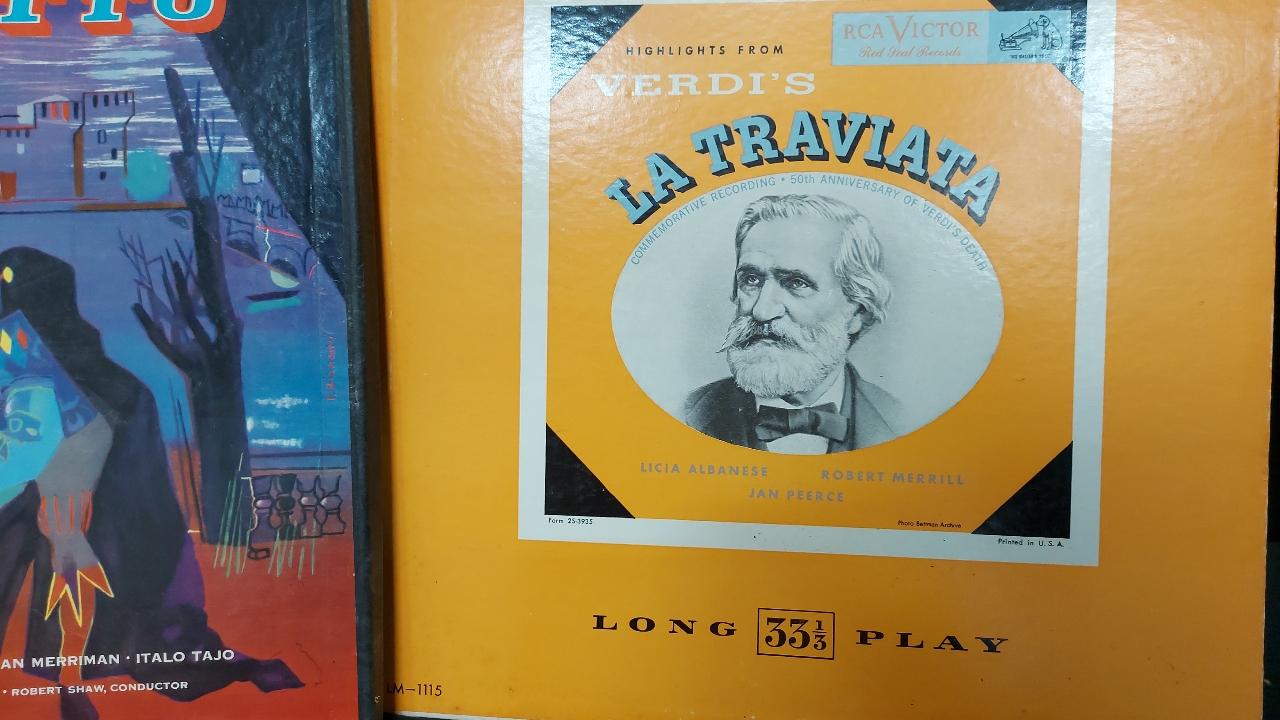 AN MERRIMAN • ITALO TAJO
• ROBERT SHAW, CONDUCTOR
RCA VICTOR
Red Seal Records
HIGHLIGHTS FROM
VERDI'S
LA TRAVIATA
COMMEMORATIVE RECORDING • 50th ANNIVERSARY OF VERDI'S DEATH
LICIA ALBANESE ROBERT MERRILL
JAN PEERCE
Form 2S-3935 Photo Bettman Archive
Printed in U. S. A.
LONG 33⅓ PLAY
LM—1115